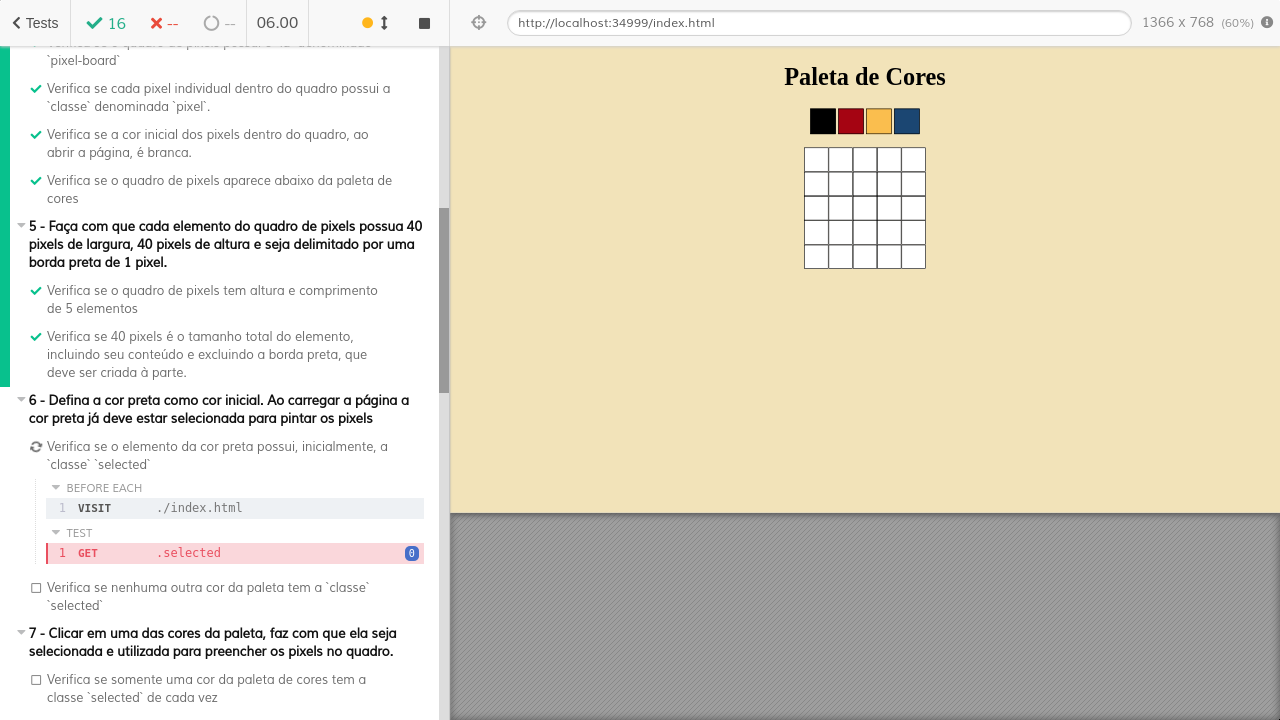 Tests
16
--
--
06.00
http://localhost:34999/index.html
1366 x 768 (60%)
`pixel-board`
Verifica se cada pixel individual dentro do quadro possui a
`classe` denominada `pixel`.
Verifica se a cor inicial dos pixels dentro do quadro, ao
abrir a página, é branca.
Verifica se o quadro de pixels aparece abaixo da paleta de
cores
5 - Faça com que cada elemento do quadro de pixels possua 40
pixels de largura, 40 pixels de altura e seja delimitado por uma
borda preta de 1 pixel.
Verifica se o quadro de pixels tem altura e comprimento
de 5 elementos
Verifica se 40 pixels é o tamanho total do elemento,
incluindo seu conteúdo e excluindo a borda preta, que
deve ser criada à parte.
6 - Defina a cor preta como cor inicial. Ao carregar a página a
cor preta já deve estar selecionada para pintar os pixels
Verifica se o elemento da cor preta possui, inicialmente, a
`classe` `selected`
BEFORE EACH
1 VISIT ./index.html
TEST
1 GET .selected 0
Verifica se nenhuma outra cor da paleta tem a `classe`
`selected`
7 - Clicar em uma das cores da paleta, faz com que ela seja
selecionada e utilizada para preencher os pixels no quadro.
Verifica se somente uma cor da paleta de cores tem a
classe `selected` de cada vez
Paleta de Cores